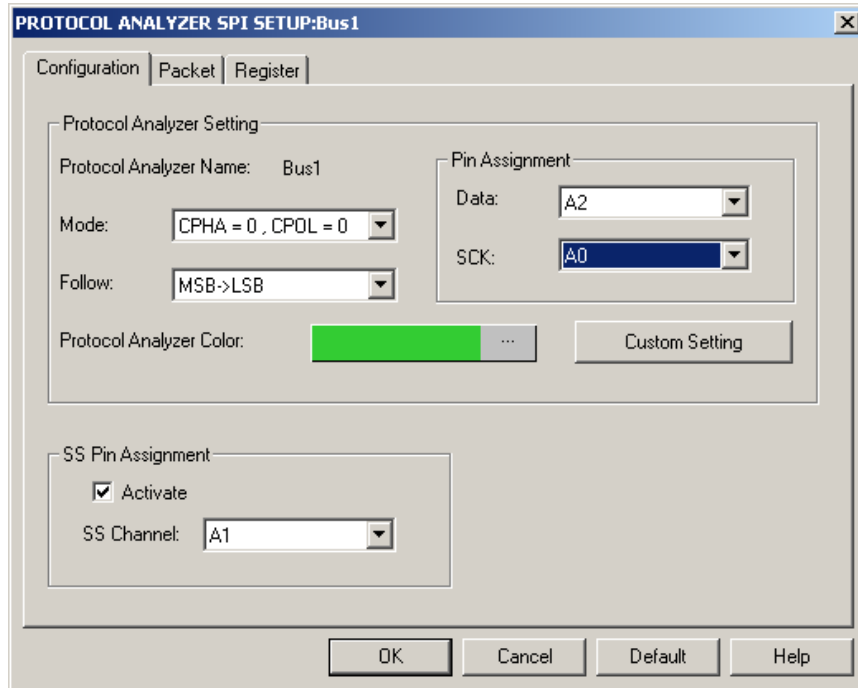 PROTOCOL ANALYZER SPI SETUP:Bus1
Configuration Packet Register
Protocol Analyzer Setting
Protocol Analyzer Name: Bus1
Mode: CPHA = 0 , CPOL = 0
Follow: MSB->LSB
Pin Assignment
Data: A2
SCK: A0
Protocol Analyzer Color: ...
Custom Setting
SS Pin Assignment
Activate
SS Channel: A1
OK Cancel Default Help